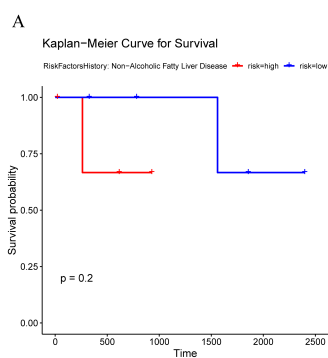 A
Kaplan−Meier Curve for Survival
RiskFactorsHistory: Non−Alcoholic Fatty Liver Disease risk=high risk=low
1.00
0.75
0.50
0.25
0.00
Survival probability
p = 0.2
0 500 1000 1500 2000 2500
Time